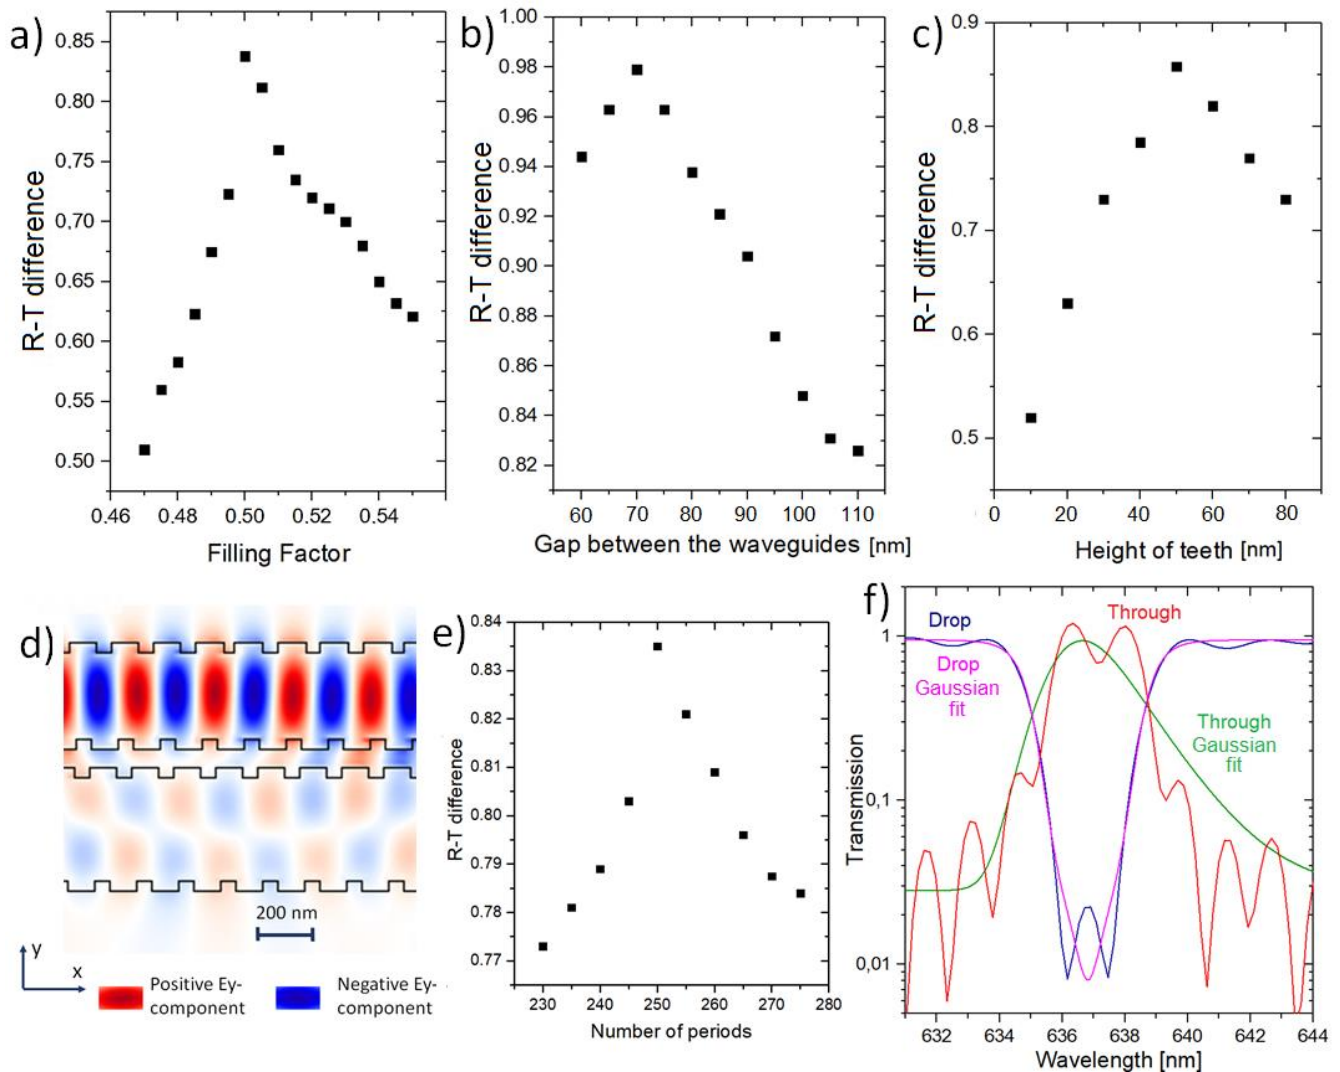 a)
R-T difference
0.85
0.80
0.75
0.70
0.65
0.60
0.55
0.50
0.46 0.48 0.50 0.52 0.54
Filling Factor
b)
R-T difference
1.00
0.98
0.96
0.94
0.92
0.90
0.88
0.86
0.84
0.82
60 70 80 90 100 110
Gap between the waveguides [nm]
c)
R-T difference
0.9
0.8
0.7
0.6
0.5
0 20 40 60 80
Height of teeth [nm]
d)
200 nm
y
x
Positive Ey-
component
Negative Ey-
component
e)
R-T difference
0.84
0.83
0.82
0.81
0.80
0.79
0.78
0.77
230 240 250 260 270 280
Number of periods
f)
Transmission
1
0,1
0,01
Drop
Drop
Gaussian
fit
Through
Through
Gaussian
fit
632 634 636 638 640 642 644
Wavelength [nm]